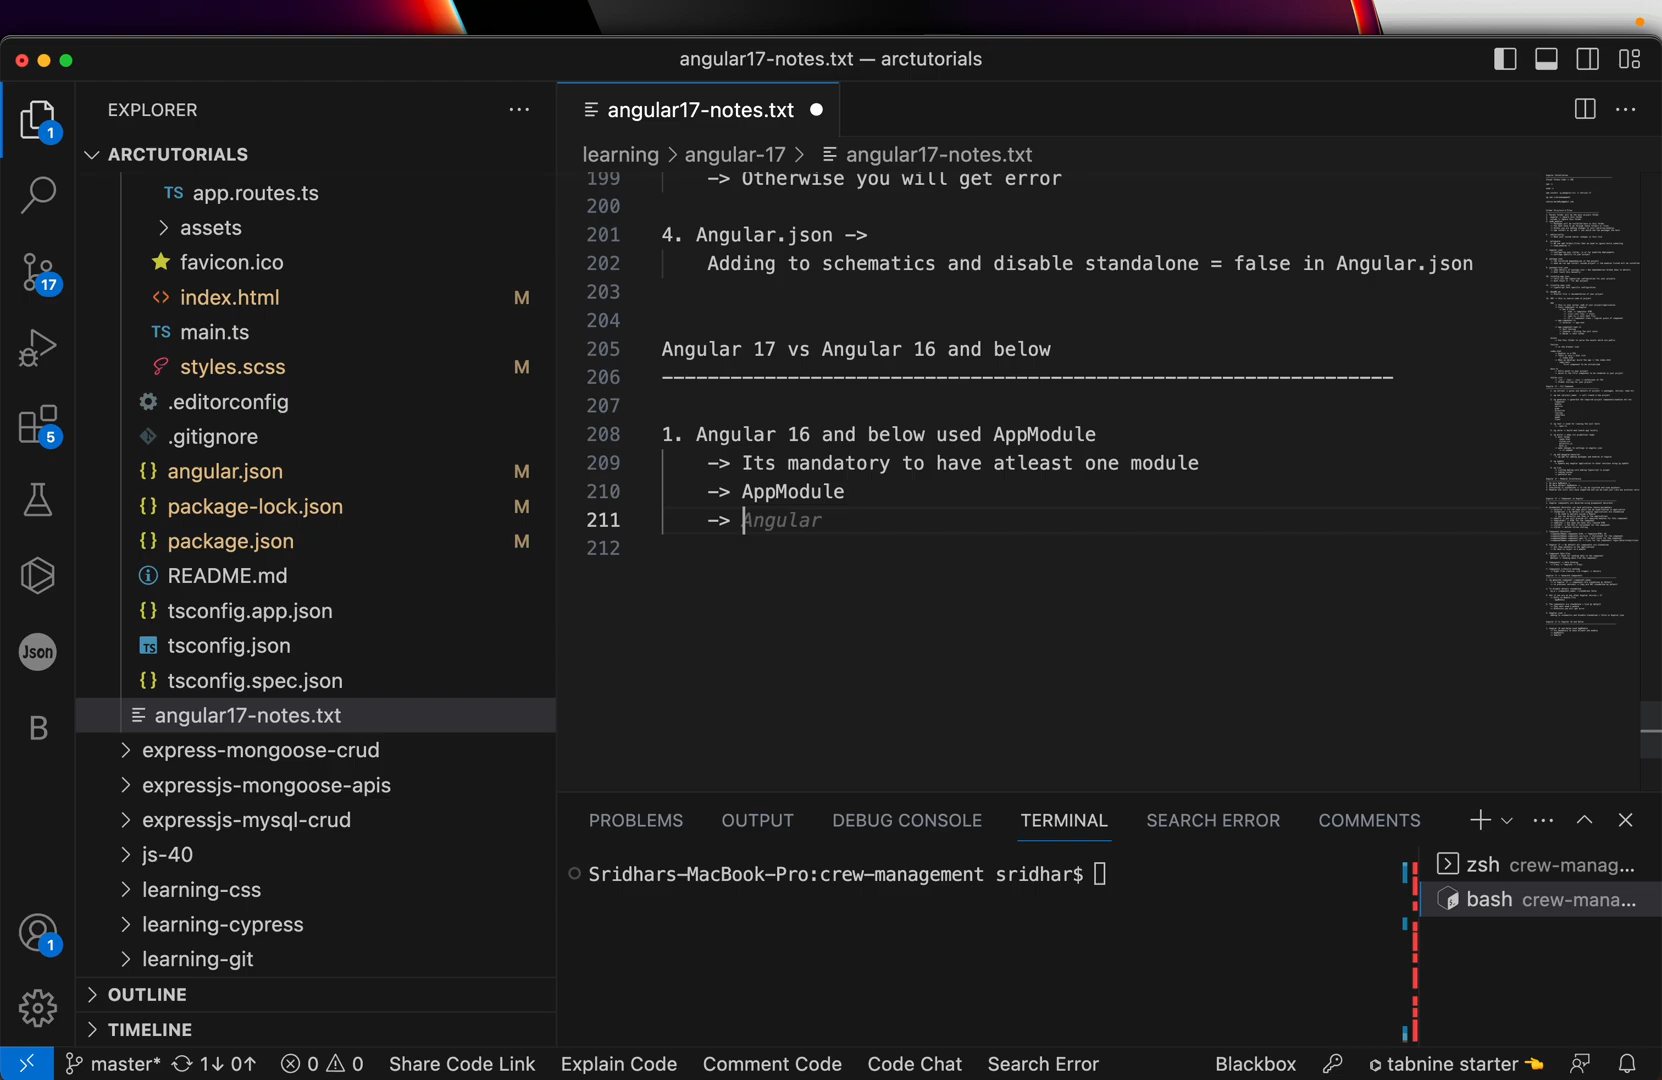 angular17-notes.txt — arctutorials
EXPLORER
ARCTUTORIALS
TS app.routes.ts
assets
favicon.ico
<> index.html M
TS main.ts
styles.scss M
.editorconfig
.gitignore
{} angular.json M
{} package-lock.json M
{} package.json M
README.md
{} tsconfig.app.json
TS tsconfig.json
{} tsconfig.spec.json
angular17-notes.txt
express-mongoose-crud
expressjs-mongoose-apis
expressjs-mysql-crud
js-40
learning-css
learning-cypress
learning-git
OUTLINE
TIMELINE
1
17
5
Json
B
1
angular17-notes.txt
learning > angular-17 > angular17-notes.txt
199 -> Otherwise you will get error
200
201 4. Angular.json ->
202 Adding to schematics and disable standalone = false in Angular.json
203
204
205 Angular 17 vs Angular 16 and below
206 ----------------------------------------------------------------
207
208 1. Angular 16 and below used AppModule
209 -> Its mandatory to have atleast one module
210 -> AppModule
211 -> Angular
212
PROBLEMS OUTPUT DEBUG CONSOLE TERMINAL SEARCH ERROR COMMENTS
Sridhars-MacBook-Pro:crew-management sridhar$
zsh crew-manag...
bash crew-mana...
master* 1↓ 0↑ 0 0 Share Code Link Explain Code Comment Code Code Chat Search Error Blackbox tabnine starter